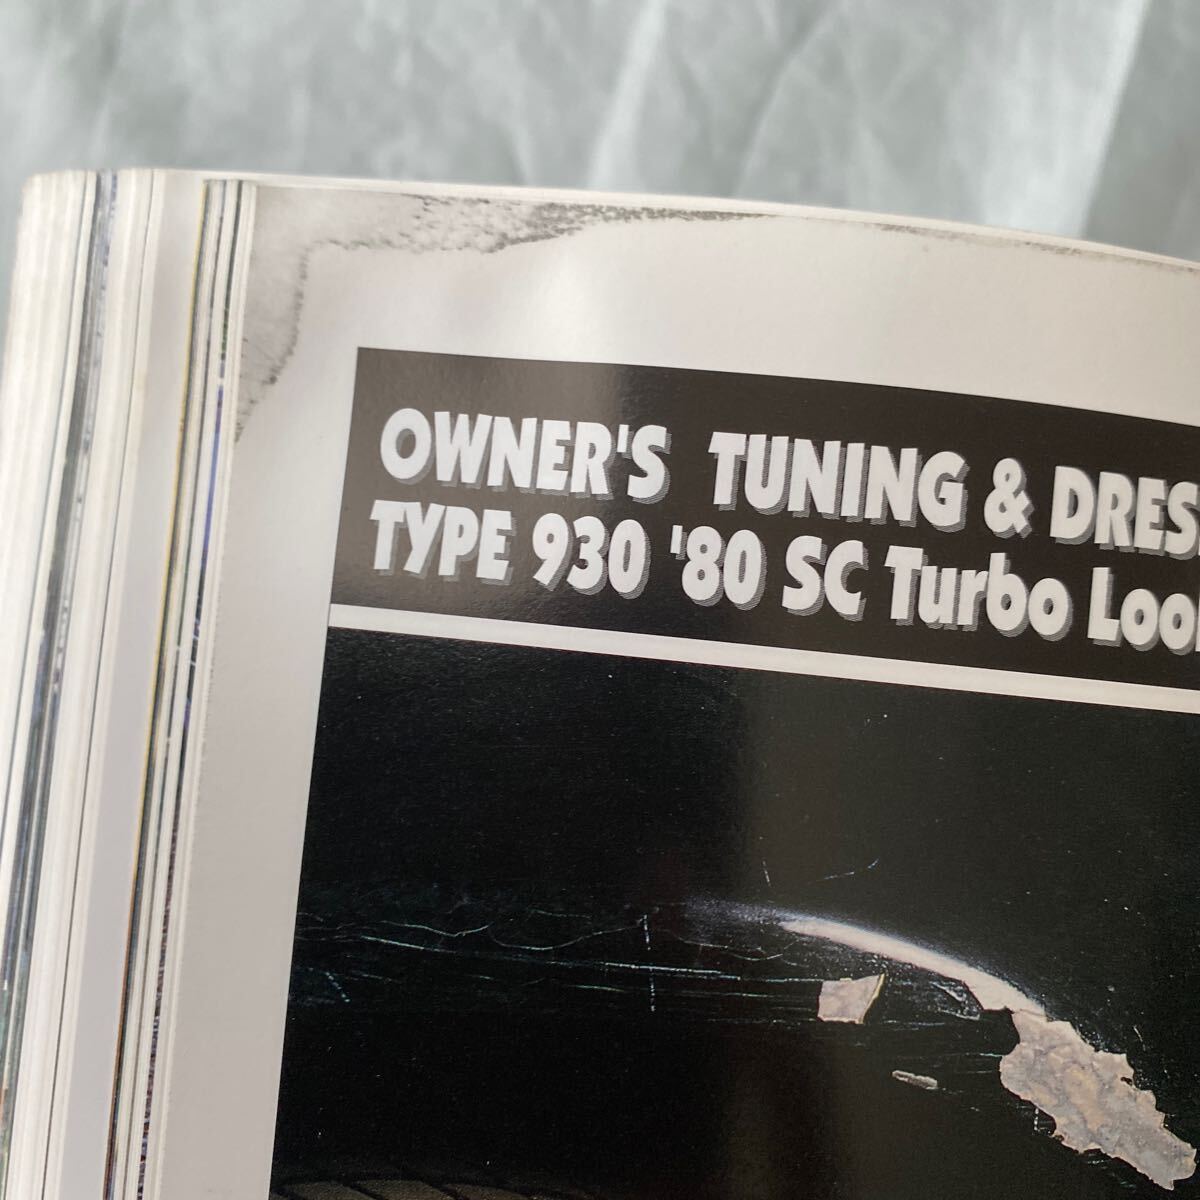 OWNER'S TUNING & DRES
TYPE 930 '80 SC Turbo Loo